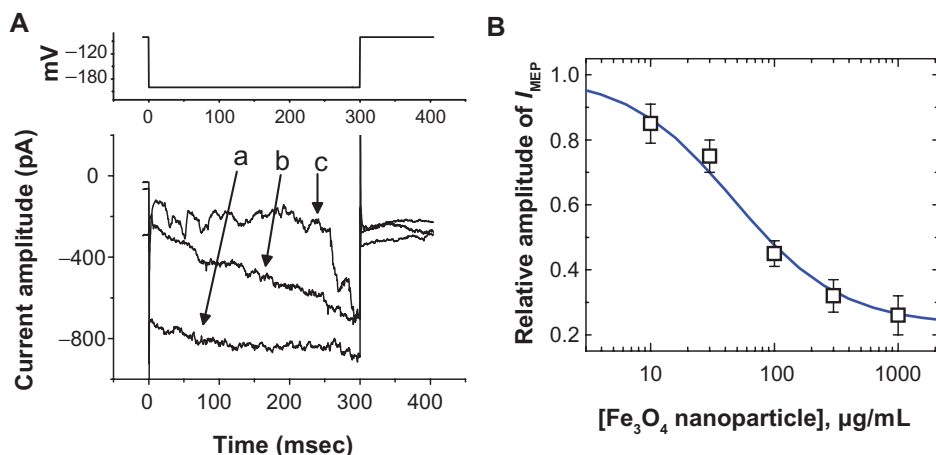 A
mV
−120
−180
0 100 200 300 400
Current amplitude (pA)
0
−400
−800
a b c
0 100 200 300 400
Time (msec)
B
Relative amplitude of I_MEP
1.0
0.8
0.6
0.4
0.2
10 100 1000
[Fe₃O₄ nanoparticle], µg/mL